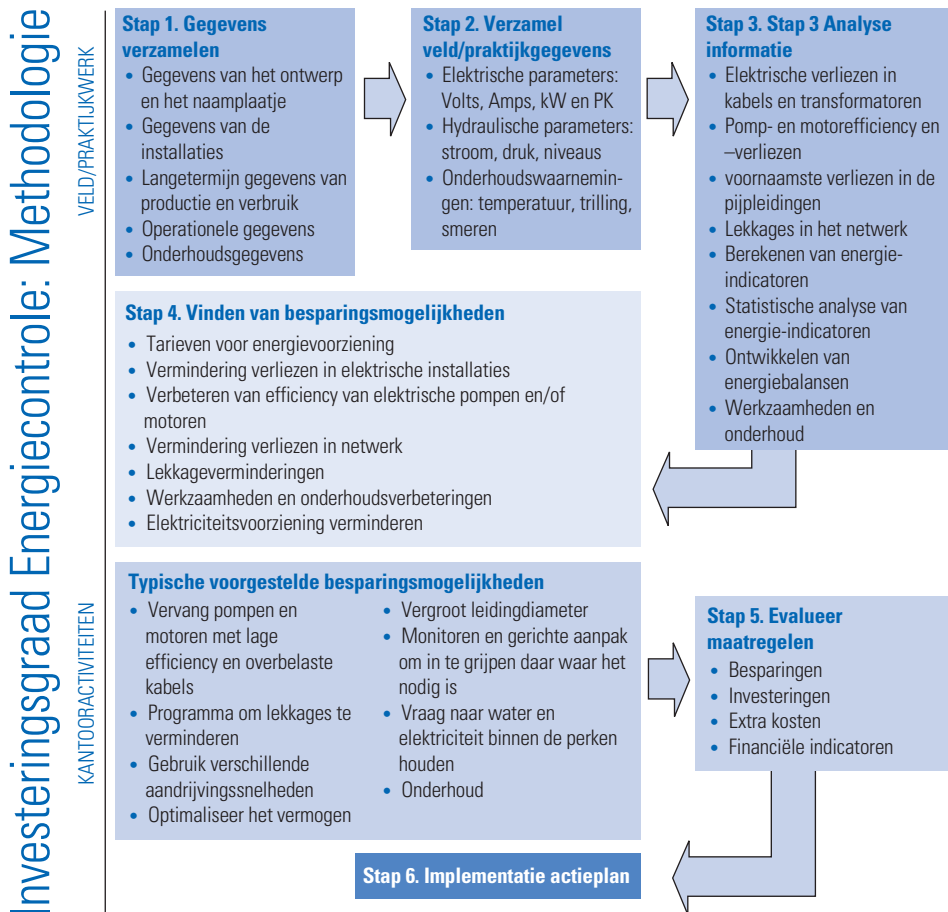 Investeringsgraad Energiecontrole: Methodologie
VELD/PRAKTIJKWERK
Stap 1. Gegevens
verzamelen
• Gegevens van het ontwerp
en het naamplaatje
• Gegevens van de
installaties
• Langetermijn gegevens van
productie en verbruik
• Operationele gegevens
• Onderhoudsgegevens
Stap 2. Verzamel
veld/praktijkgegevens
• Elektrische parameters:
Volts, Amps, kW en PK
• Hydraulische parameters:
stroom, druk, niveaus
• Onderhoudswaarnemin-
gen: temperatuur, trilling,
smeren
Stap 3. Stap 3 Analyse
informatie
• Elektrische verliezen in
kabels en transformatoren
• Pomp- en motorefficiency en
–verliezen
• voornaamste verliezen in de
pijpleidingen
• Lekkages in het netwerk
• Berekenen van energie-
indicatoren
• Statistische analyse van
energie-indicatoren
• Ontwikkelen van
energiebalansen
• Werkzaamheden en
onderhoud
Stap 4. Vinden van besparingsmogelijkheden
• Tarieven voor energievoorziening
• Vermindering verliezen in elektrische installaties
• Verbeteren van efficiency van elektrische pompen en/of
motoren
• Vermindering verliezen in netwerk
• Lekkageverminderingen
• Werkzaamheden en onderhoudsverbeteringen
• Elektriciteitsvoorziening verminderen
KANTOORACTIVITEITEN
Typische voorgestelde besparingsmogelijkheden
• Vervang pompen en
motoren met lage
efficiency en overbelaste
kabels
• Programma om lekkages te
verminderen
• Gebruik verschillende
aandrijvingssnelheden
• Optimaliseer het vermogen
• Vergroot leidingdiameter
• Monitoren en gerichte aanpak
om in te grijpen daar waar het
nodig is
• Vraag naar water en
elektriciteit binnen de perken
houden
• Onderhoud
Stap 5. Evalueer
maatregelen
• Besparingen
• Investeringen
• Extra kosten
• Financiële indicatoren
Stap 6. Implementatie actieplan